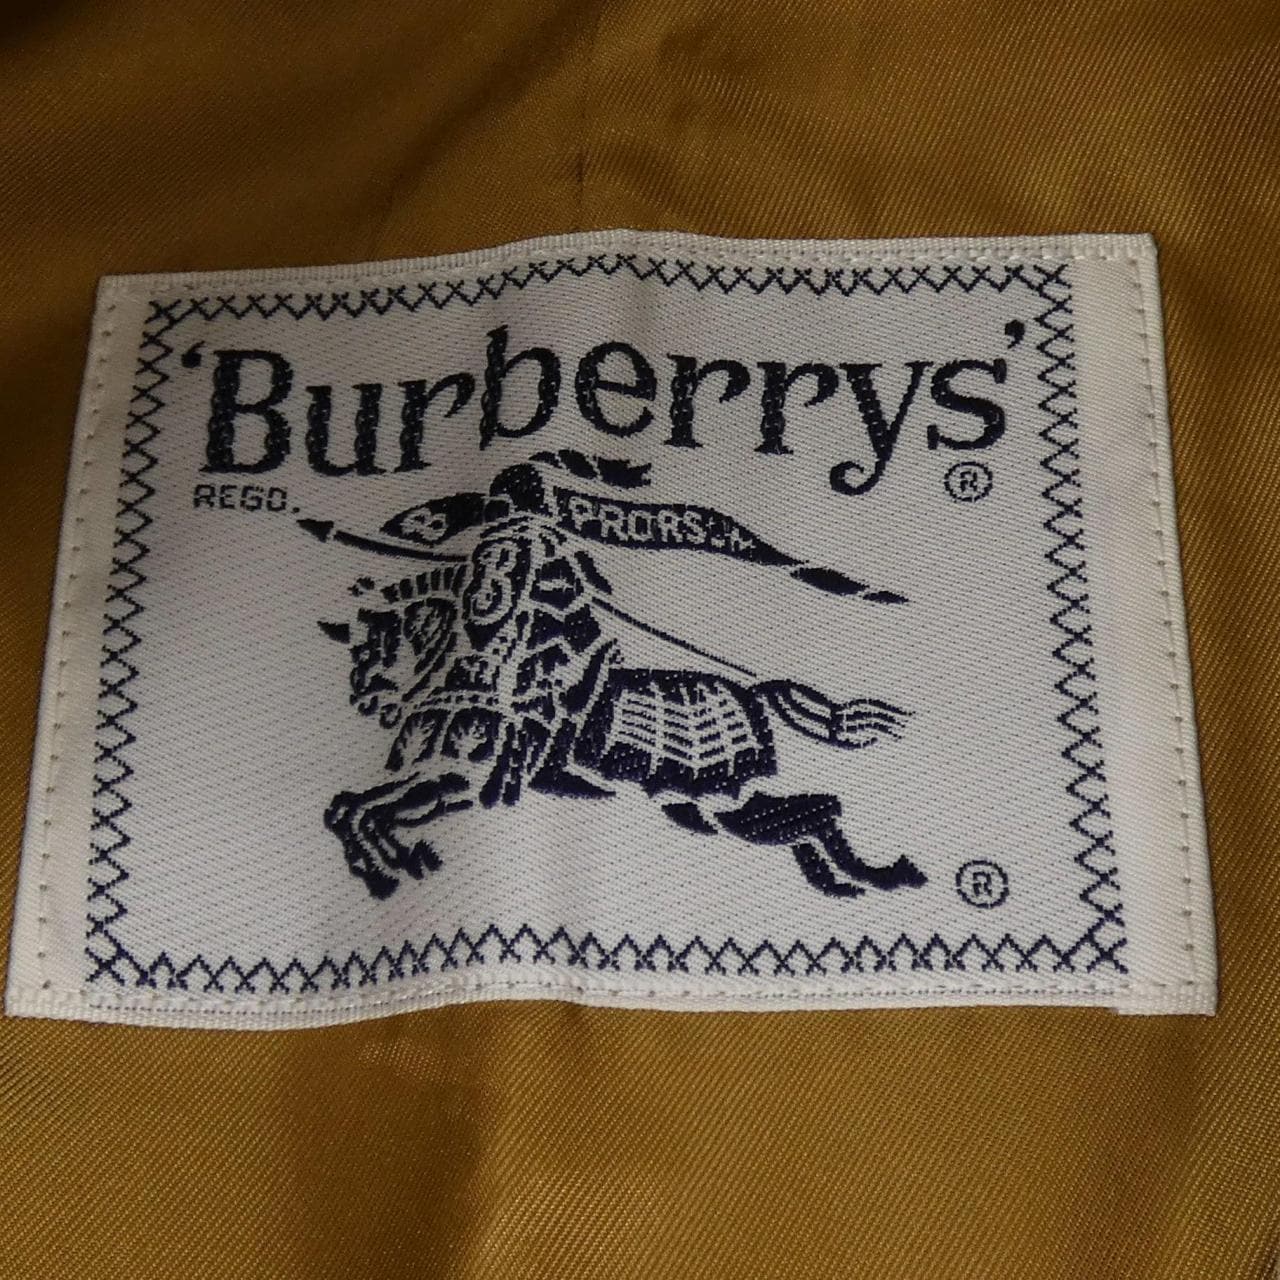 'Burberrys'
REGD. ®
B PRORSUM
B
®